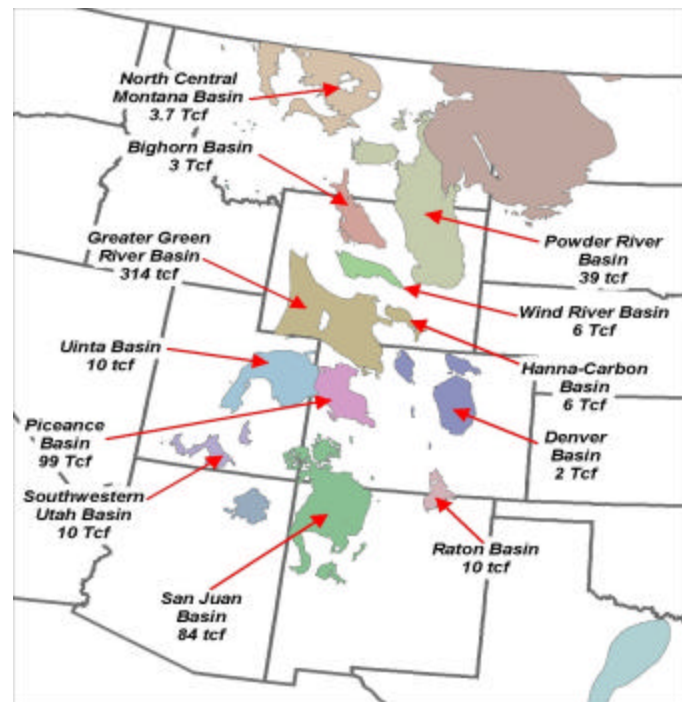 North Central
Montana Basin
3.7 Tcf
Bighorn Basin
3 Tcf
Greater Green
River Basin
314 tcf
Powder River
Basin
39 tcf
Wind River Basin
6 Tcf
Uinta Basin
10 tcf
Hanna-Carbon
Basin
6 Tcf
Piceance
Basin
99 Tcf
Denver
Basin
2 Tcf
Southwestern
Utah Basin
10 Tcf
Raton Basin
10 tcf
San Juan
Basin
84 tcf